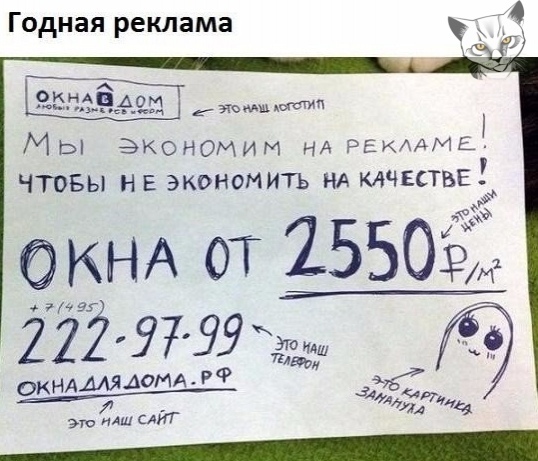 Годная реклама
ОКНА В ДОМ
ЛЮБЫХ РАЗМЕРОВ И ФОРМ
ЭТО НАШ ЛОГОТИП
МЫ ЭКОНОМИМ НА РЕКЛАМЕ!
ЧТОБЫ НЕ ЭКОНОМИТЬ НА КАЧЕСТВЕ!
ЭТО НАШИ
ЦЕНЫ
ОКНА ОТ 2550 ₽/м²
+7(495)
222-97-99
ЭТО НАШ
ТЕЛЕФОН
ОКНАДЛЯДОМА.РФ
ЭТО НАШ САЙТ
ЭТО КАРТИНКА
ЗАНАНУХА